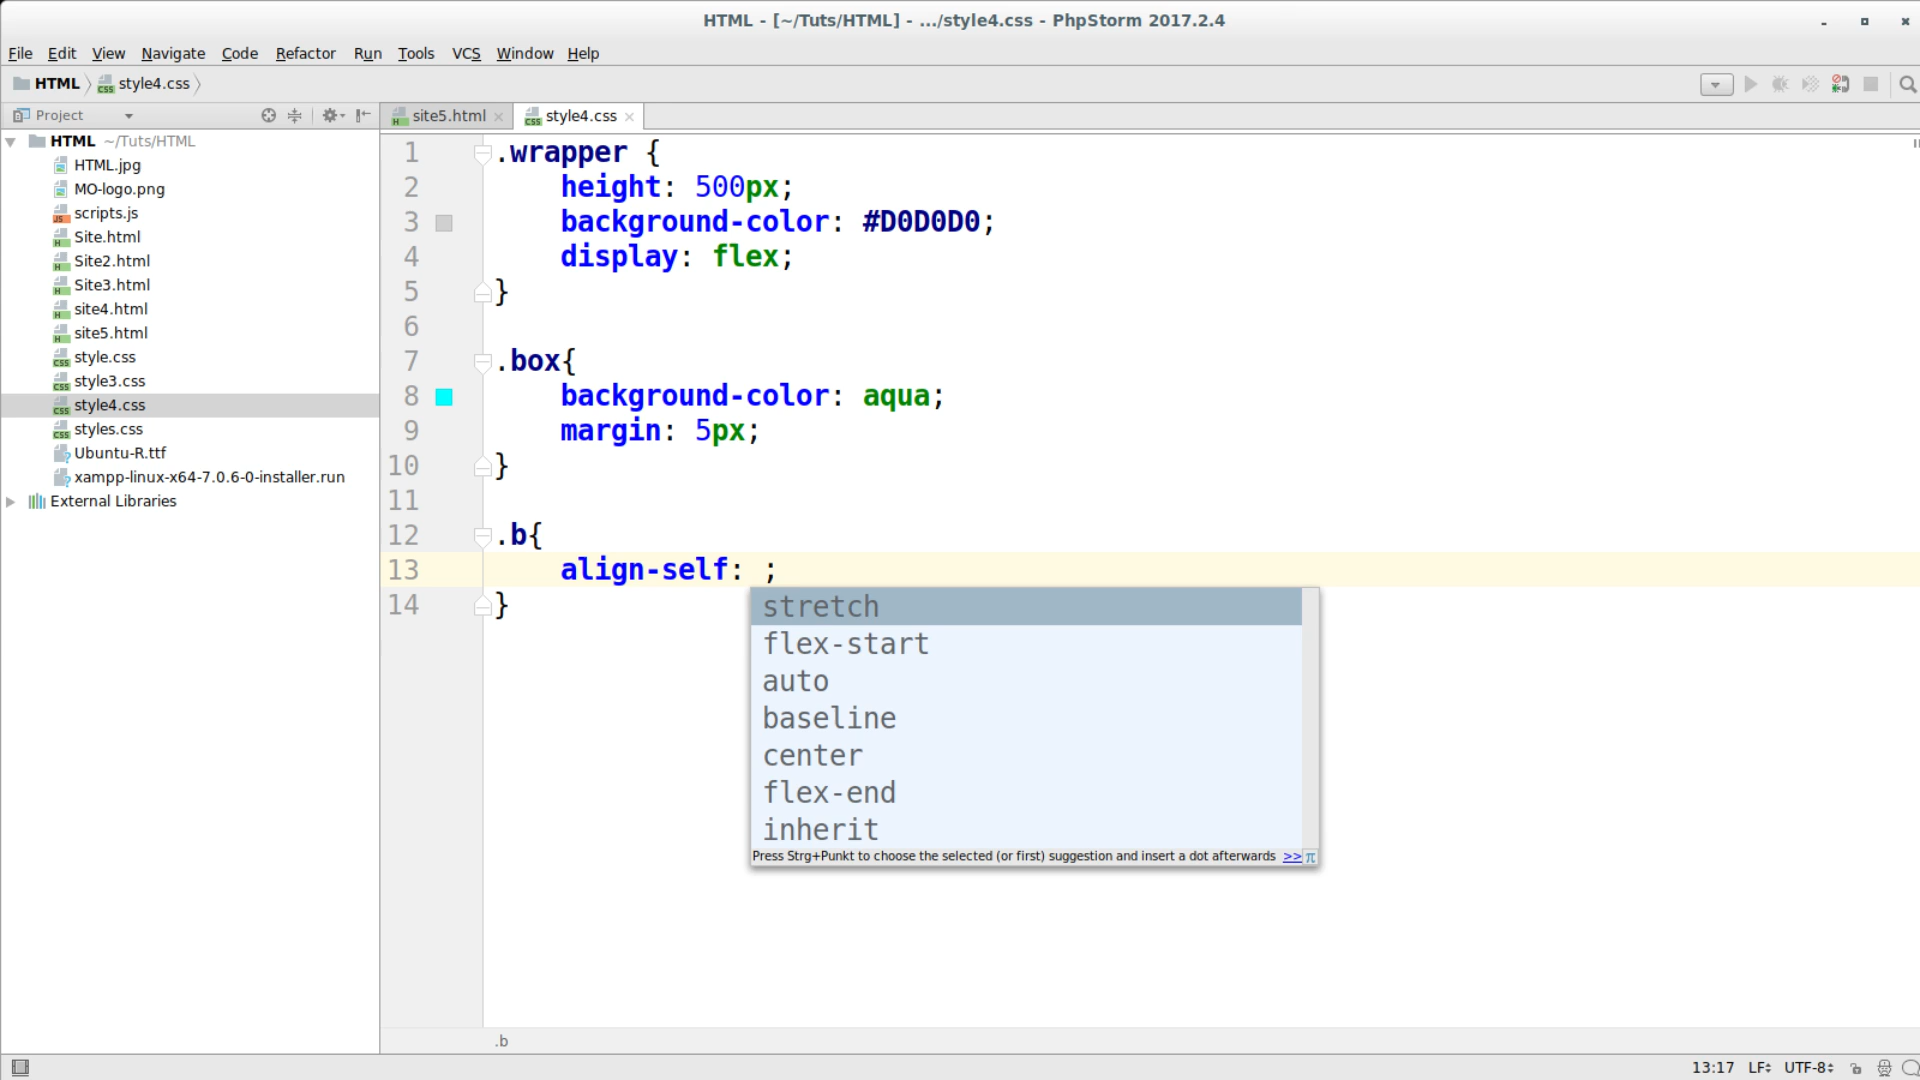 HTML - [~/Tuts/HTML] - .../style4.css - PhpStorm 2017.2.4
File Edit View Navigate Code Refactor Run Tools VCS Window Help
HTML style4.css
Project
site5.html style4.css
HTML ~/Tuts/HTML
HTML.jpg
MO-logo.png
scripts.js
Site.html
Site2.html
Site3.html
site4.html
site5.html
style.css
style3.css
style4.css
styles.css
Ubuntu-R.ttf
xampp-linux-x64-7.0.6-0-installer.run
External Libraries
1 .wrapper {
2 height: 500px;
3 background-color: #D0D0D0;
4 display: flex;
5 }
6
7 .box{
8 background-color: aqua;
9 margin: 5px;
10 }
11
12 .b{
13 align-self: ;
14 }
stretch
flex-start
auto
baseline
center
flex-end
inherit
Press Strg+Punkt to choose the selected (or first) suggestion and insert a dot afterwards >> π
.b
13:17 LF UTF-8